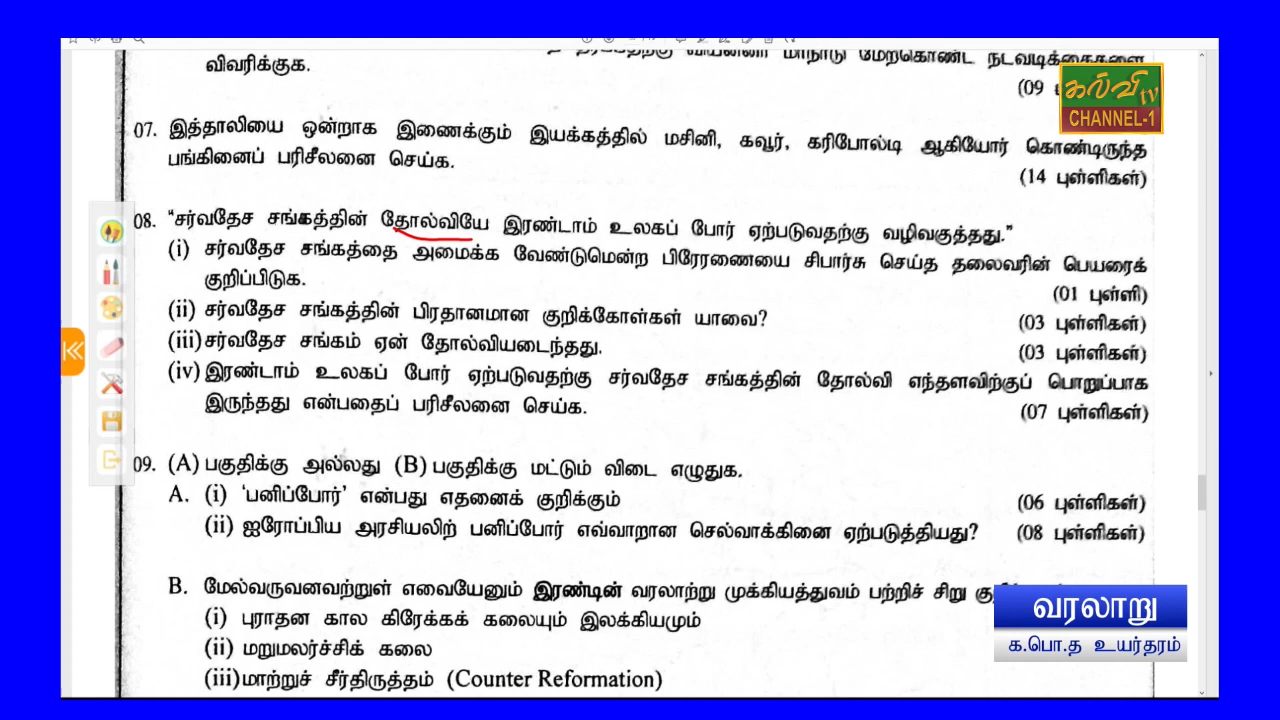 தீர்ப்பதற்கு வியன்னா மாநாடு மேற்கொண்ட நடவடிக்கைகளை
விவரிக்குக.
(09
கல்வி tv
CHANNEL-1
07. இத்தாலியை ஒன்றாக இணைக்கும் இயக்கத்தில் மசினி, கவூர், கரிபோல்டி ஆகியோர் கொண்டிருந்த
பங்கினைப் பரிசீலனை செய்க.
(14 புள்ளிகள்)
08. “சர்வதேச சங்கத்தின் தோல்வியே இரண்டாம் உலகப் போர் ஏற்படுவதற்கு வழிவகுத்தது.”
(i) சர்வதேச சங்கத்தை அமைக்க வேண்டுமென்ற பிரேரணையை சிபார்சு செய்த தலைவரின் பெயரைக்
குறிப்பிடுக.
(01 புள்ளி)
(ii) சர்வதேச சங்கத்தின் பிரதானமான குறிக்கோள்கள் யாவை? (03 புள்ளிகள்)
(iii) சர்வதேச சங்கம் ஏன் தோல்வியடைந்தது. (03 புள்ளிகள்)
(iv) இரண்டாம் உலகப் போர் ஏற்படுவதற்கு சர்வதேச சங்கத்தின் தோல்வி எந்தளவிற்குப் பொறுப்பாக
இருந்தது என்பதைப் பரிசீலனை செய்க. (07 புள்ளிகள்)
09. (A) பகுதிக்கு அல்லது (B) பகுதிக்கு மட்டும் விடை எழுதுக.
A. (i) ‘பனிப்போர்’ என்பது எதனைக் குறிக்கும் (06 புள்ளிகள்)
(ii) ஐரோப்பிய அரசியலிற் பனிப்போர் எவ்வாறான செல்வாக்கினை ஏற்படுத்தியது? (08 புள்ளிகள்)
B. மேல்வருவனவற்றுள் எவையேனும் இரண்டின் வரலாற்று முக்கியத்துவம் பற்றிச் சிறு
(i) புராதன கால கிரேக்கக் கலையும் இலக்கியமும்
(ii) மறுமலர்ச்சிக் கலை
(iii) மாற்றுச் சீர்திருத்தம் (Counter Reformation)
வரலாறு
க.பொ.த உயர்தரம்